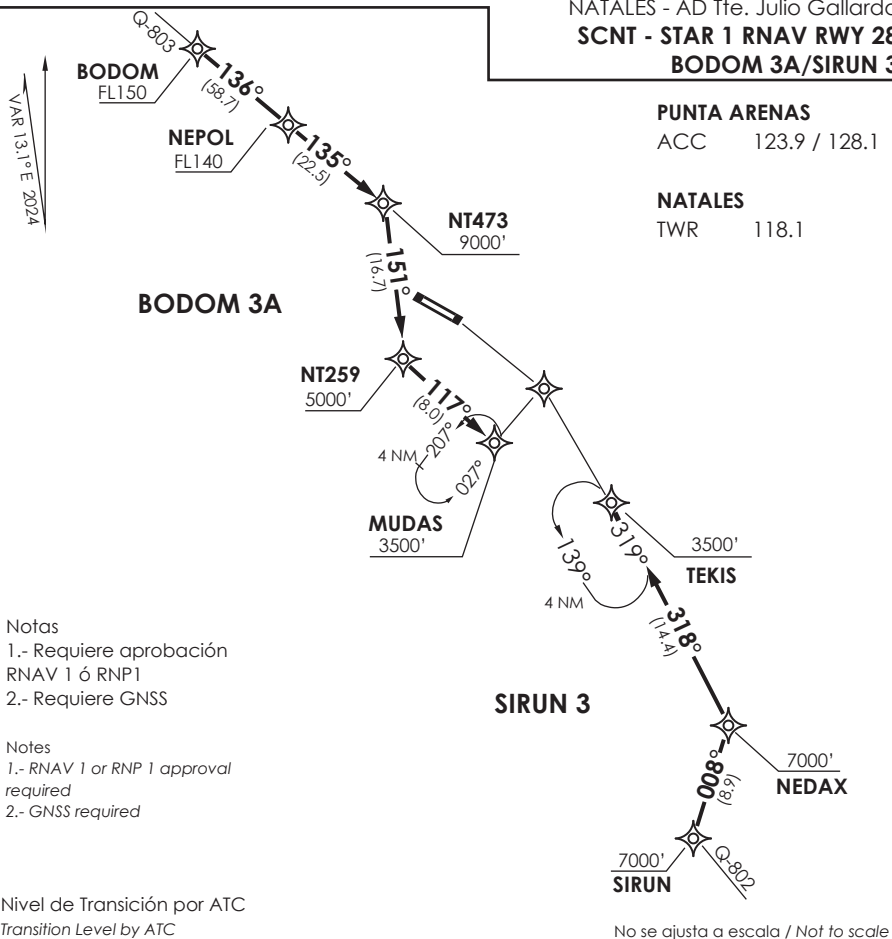 NATALES - AD Tte. Julio Gallardo
SCNT - STAR 1 RNAV RWY 28
BODOM 3A/SIRUN 3
PUNTA ARENAS
ACC 123.9 / 128.1
NATALES
TWR 118.1
VAR 13.1° E 2024
Q-803
BODOM
FL150
136°
(58.7)
NEPOL
FL140
135°
(22.5)
NT473
9000'
151°
(16.7)
BODOM 3A
NT259
5000'
117°
(8.0)
207°
4 NM
027°
MUDAS
3500'
319°
139°
4 NM
3500'
TEKIS
318°
(14.4)
SIRUN 3
7000'
NEDAX
008°
(8.9)
7000'
SIRUN
Q-802
Notas
1.- Requiere aprobación
RNAV 1 ó RNP1
2.- Requiere GNSS
Notes
1.- RNAV 1 or RNP 1 approval
required
2.- GNSS required
Nivel de Transición por ATC
Transition Level by ATC
No se ajusta a escala / Not to scale